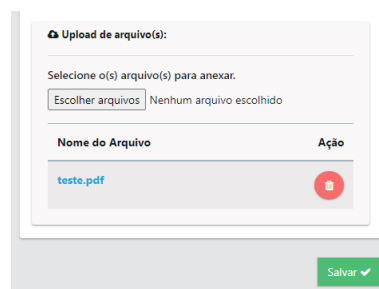 Upload de arquivo(s):
Selecione o(s) arquivo(s) para anexar.
Escolher arquivos Nenhum arquivo escolhido
Nome do Arquivo Ação
teste.pdf
Salvar